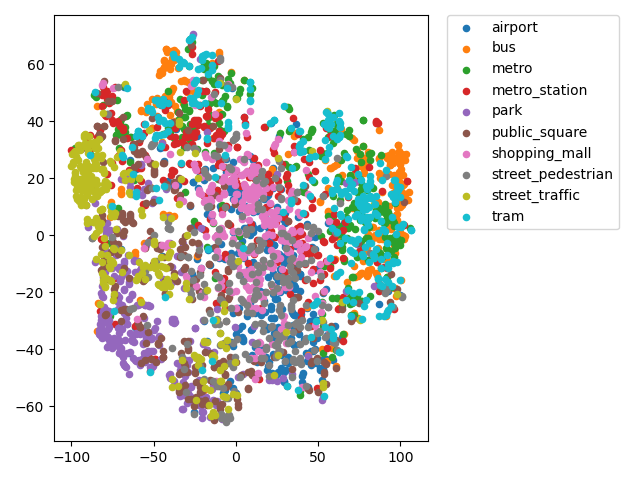 airport
bus
metro
metro_station
park
public_square
shopping_mall
street_pedestrian
street_traffic
tram
60
40
20
0
−20
−40
−60
−100
−50
0
50
100